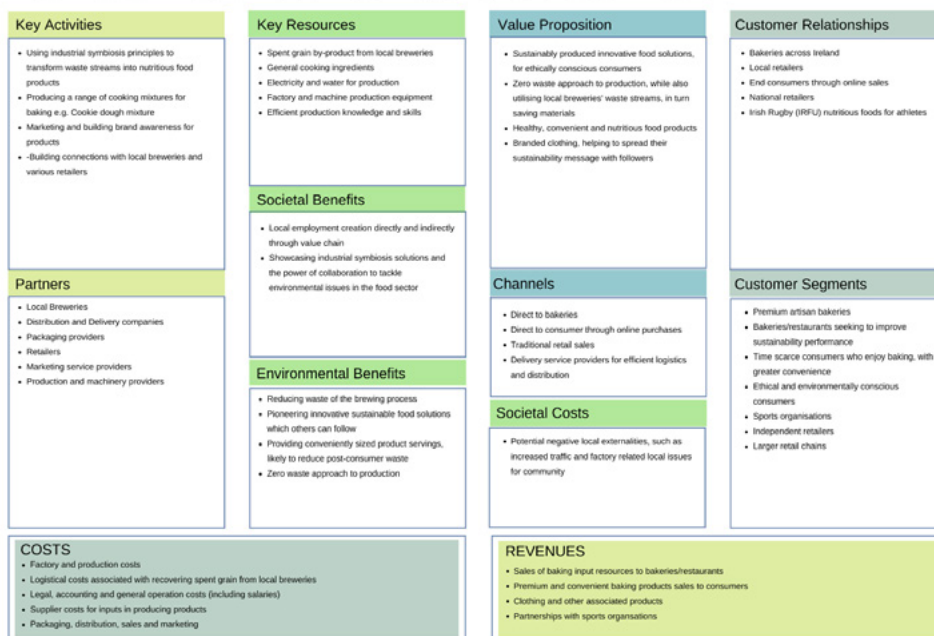 Key Activities
• Using industrial symbiosis principles to
transform waste streams into nutritious food
products
• Producing a range of cooking mixtures for
baking e.g. Cookie dough mixture
• Marketing and building brand awareness for
products
• -Building connections with local breweries and
various retailers
Partners
• Local Breweries
• Distribution and Delivery companies
• Packaging providers
• Retailers
• Marketing service providers
• Production and machinery providers
Key Resources
• Spent grain by-product from local breweries
• General cooking ingredients
• Electricity and water for production
• Factory and machine production equipment
• Efficient production knowledge and skills
Societal Benefits
• Local employment creation directly and indirectly
through value chain
• Showcasing industrial symbiosis solutions and
the power of collaboration to tackle
environmental issues in the food sector
Environmental Benefits
• Reducing waste of the brewing process
• Pioneering innovative sustainable food solutions
which others can follow
• Providing conveniently sized product servings,
likely to reduce post-consumer waste
• Zero waste approach to production
Value Proposition
• Sustainably produced innovative food solutions,
for ethically conscious consumers
• Zero waste approach to production, while also
utilising local breweries' waste streams, in turn
saving materials
• Healthy, convenient and nutritious food products
• Branded clothing, helping to spread their
sustainability message with followers
Channels
• Direct to bakeries
• Direct to consumer through online purchases
• Traditional retail sales
• Delivery service providers for efficient logistics
and distribution
Societal Costs
• Potential negative local externalities, such as
increased traffic and factory related local issues
for community
Customer Relationships
• Bakeries across Ireland
• Local retailers
• End consumers through online sales
• National retailers
• Irish Rugby (IRFU) nutritious foods for athletes
Customer Segments
• Premium artisan bakeries
• Bakeries/restaurants seeking to improve
sustainability performance
• Time scarce consumers who enjoy baking, with
greater convenience
• Ethical and environmentally conscious
consumers
• Sports organisations
• Independent retailers
• Larger retail chains
COSTS
• Factory and production costs
• Logistical costs associated with recovering spent grain from local breweries
• Legal, accounting and general operation costs (including salaries)
• Supplier costs for inputs in producing products
• Packaging, distribution, sales and marketing
REVENUES
• Sales of baking input resources to bakeries/restaurants
• Premium and convenient baking products sales to consumers
• Clothing and other associated products
• Partnerships with sports organsations